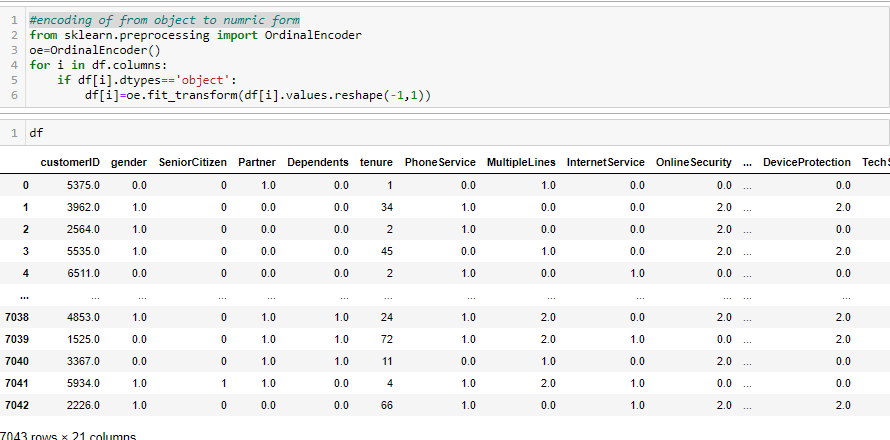 1 #encoding of from object to numric form
2 from sklearn.preprocessing import OrdinalEncoder
3 oe=OrdinalEncoder()
4 for i in df.columns:
5 if df[i].dtypes=='object':
6 df[i]=oe.fit_transform(df[i].values.reshape(-1,1))
1 df
customerID gender SeniorCitizen Partner Dependents tenure PhoneService MultipleLines InternetService OnlineSecurity ... DeviceProtection TechS
0 5375.0 0.0 0 1.0 0.0 1 0.0 1.0 0.0 0.0 ... 0.0
1 3962.0 1.0 0 0.0 0.0 34 1.0 0.0 0.0 2.0 ... 2.0
2 2564.0 1.0 0 0.0 0.0 2 1.0 0.0 0.0 2.0 ... 0.0
3 5535.0 1.0 0 0.0 0.0 45 0.0 1.0 0.0 2.0 ... 2.0
4 6511.0 0.0 0 0.0 0.0 2 1.0 0.0 1.0 0.0 ... 0.0
... ... ... ... ... ... ... ... ... ... ... ... ...
7038 4853.0 1.0 0 1.0 1.0 24 1.0 2.0 0.0 2.0 ... 2.0
7039 1525.0 0.0 0 1.0 1.0 72 1.0 2.0 1.0 0.0 ... 2.0
7040 3367.0 0.0 0 1.0 1.0 11 0.0 1.0 0.0 2.0 ... 0.0
7041 5934.0 1.0 1 1.0 0.0 4 1.0 2.0 1.0 0.0 ... 0.0
7042 2226.0 1.0 0 0.0 0.0 66 1.0 0.0 1.0 2.0 ... 2.0
7043 rows × 21 columns